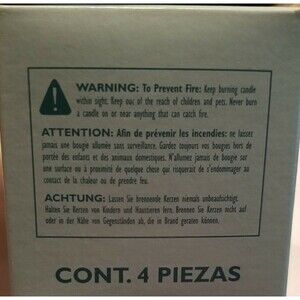 WARNING: To Prevent Fire: Keep burning candle
within sight. Keep out of the reach of children and pets. Never burn
a candle on or near anything that can catch fire.
ATTENTION: Afin de prévenir les incendies: ne laisser
jamais une bougie allumée sans surveillance. Gardez toujours vos bougies hors de
portée des enfants et des animaux domestiques. N'allumez jamais de bougie sur
une surface ou à proximité de quelque chose qui risquerait de s'endommager au
contact de la chaleur ou de prendre feu.
ACHTUNG: Lassen Sie brennende Kerzen niemals unbeaufsichtigt.
Halten Sie Kerzen von Kindern und Haustieren fern. Brennen Sie Kerzen nicht auf
oder in der Nähe von Gegenständen ab, die in Brand geraten können.
CONT. 4 PIEZAS